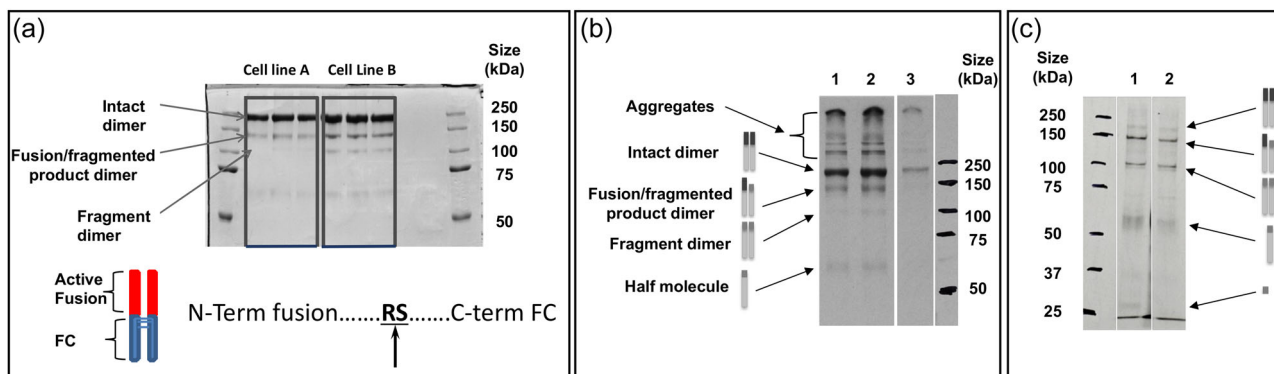 (a)
Cell line A Cell Line B
Size
(kDa)
Intact
dimer
Fusion/fragmented
product dimer
Fragment
dimer
250
150
100
75
50
Active
Fusion
FC
N-Term fusion.......RS.......C-term FC
(b)
1 2 3
Size
(kDa)
Aggregates
Intact dimer
Fusion/fragmented
product dimer
Fragment dimer
Half molecule
250
150
100
75
50
(c)
Size
(kDa)
1 2
250
150
100
75
50
37
25